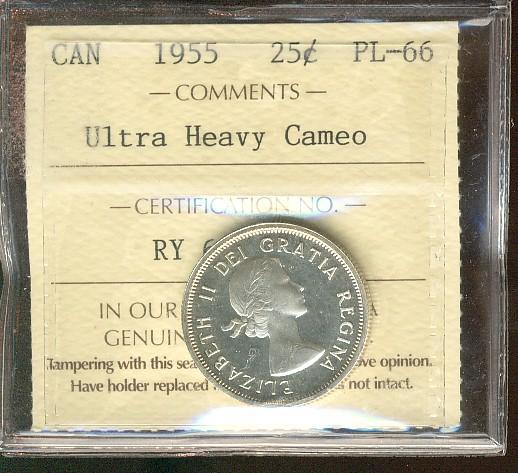 CAN 1955 25¢ PL-66
— COMMENTS —
Ultra Heavy Cameo
— CERTIFICATION NO. —
RY
IN OUR
GENUIN
Tampering with this sea ve opinion.
Have holder replaced s not intact.
ELIZABETH II DEI GRATIA REGINA